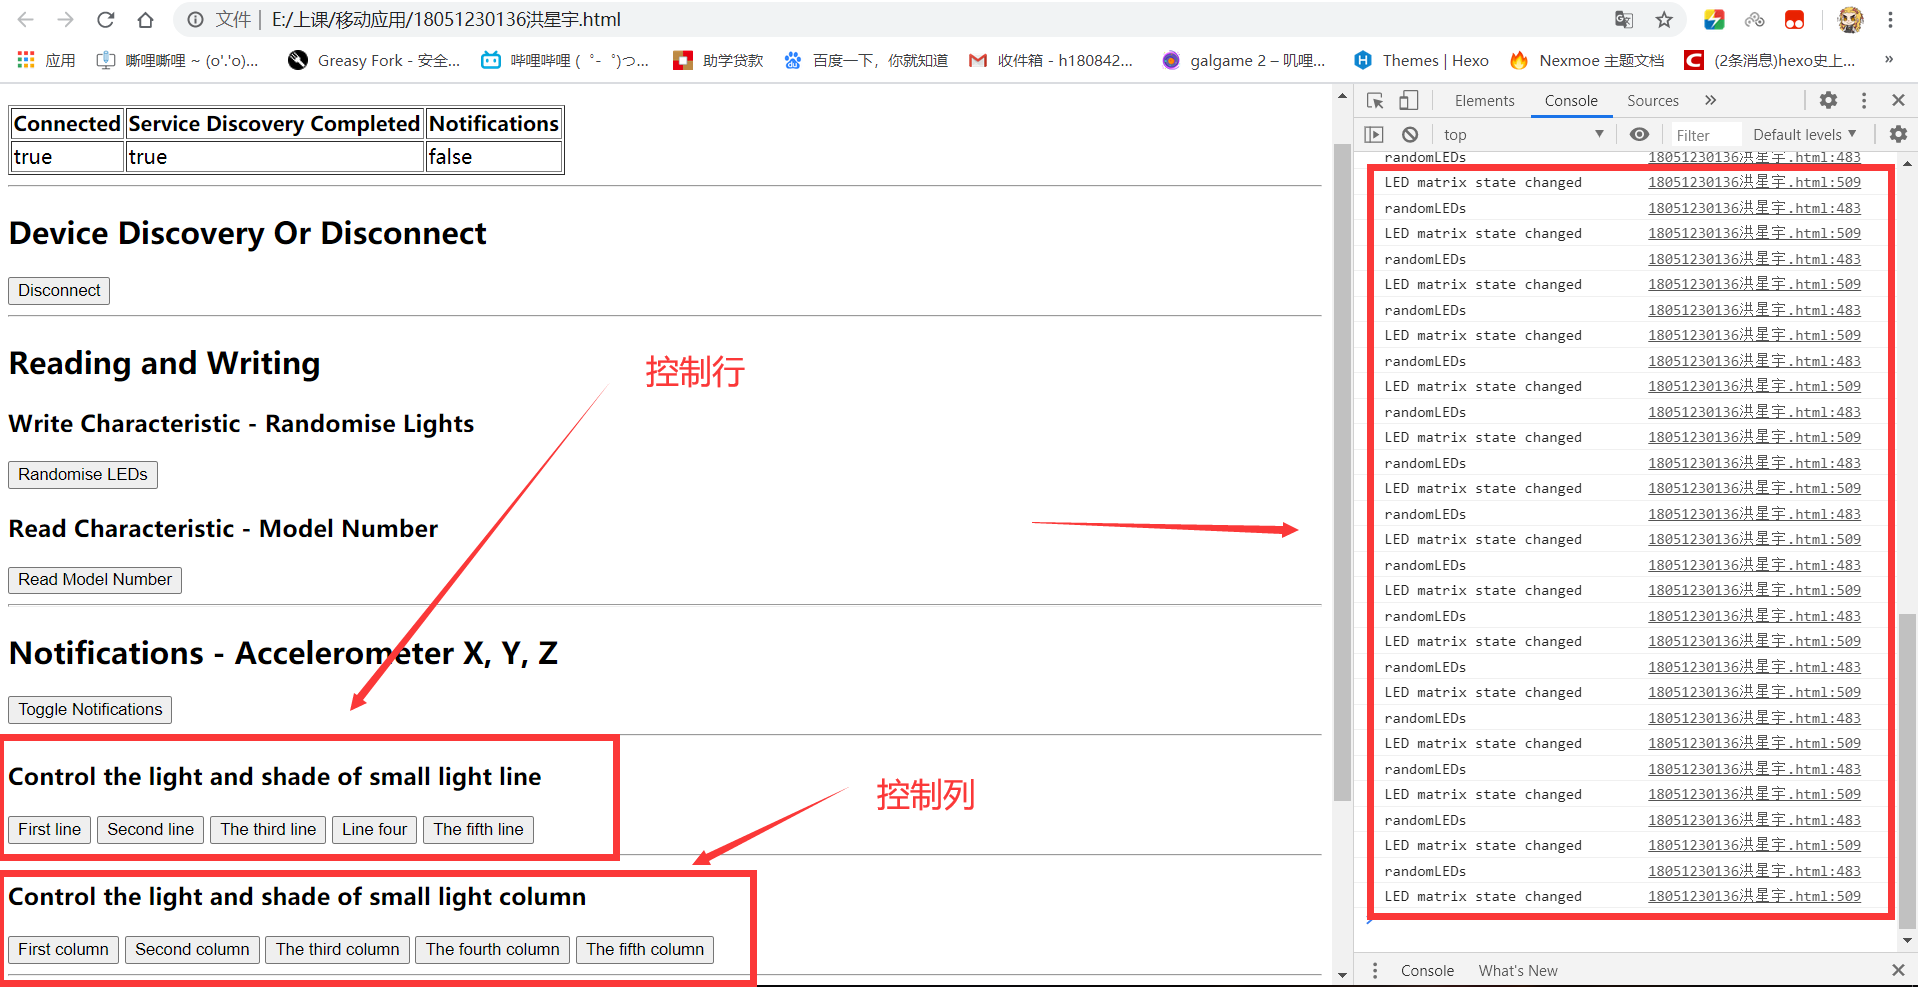 文件 | E:/上课/移动应用/18051230136洪星宇.html
应用 嘶哩嘶哩 ~ (o'.'o)... Greasy Fork - 安全... 哔哩哔哩 (゜-゜)つ... 助学贷款 百度一下，你就知道 收件箱 - h180842... galgame 2 – 叽哩... Themes | Hexo Nexmoe 主题文档 (2条消息)hexo史上... »
Connected Service Discovery Completed Notifications
true true false
Device Discovery Or Disconnect
Disconnect
Reading and Writing
控制行
Write Characteristic - Randomise Lights
Randomise LEDs
Read Characteristic - Model Number
Read Model Number
Notifications - Accelerometer X, Y, Z
Toggle Notifications
Control the light and shade of small light line
控制列
First line Second line The third line Line four The fifth line
Control the light and shade of small light column
First column Second column The third column The fourth column The fifth column
Elements Console Sources »
top Filter Default levels
randomLEDs 18051230136洪星宇.html:483
LED matrix state changed 18051230136洪星宇.html:509
randomLEDs 18051230136洪星宇.html:483
LED matrix state changed 18051230136洪星宇.html:509
randomLEDs 18051230136洪星宇.html:483
LED matrix state changed 18051230136洪星宇.html:509
randomLEDs 18051230136洪星宇.html:483
LED matrix state changed 18051230136洪星宇.html:509
randomLEDs 18051230136洪星宇.html:483
LED matrix state changed 18051230136洪星宇.html:509
randomLEDs 18051230136洪星宇.html:483
LED matrix state changed 18051230136洪星宇.html:509
randomLEDs 18051230136洪星宇.html:483
LED matrix state changed 18051230136洪星宇.html:509
randomLEDs 18051230136洪星宇.html:483
LED matrix state changed 18051230136洪星宇.html:509
randomLEDs 18051230136洪星宇.html:483
LED matrix state changed 18051230136洪星宇.html:509
randomLEDs 18051230136洪星宇.html:483
LED matrix state changed 18051230136洪星宇.html:509
randomLEDs 18051230136洪星宇.html:483
LED matrix state changed 18051230136洪星宇.html:509
randomLEDs 18051230136洪星宇.html:483
LED matrix state changed 18051230136洪星宇.html:509
randomLEDs 18051230136洪星宇.html:483
LED matrix state changed 18051230136洪星宇.html:509
randomLEDs 18051230136洪星宇.html:483
LED matrix state changed 18051230136洪星宇.html:509
randomLEDs 18051230136洪星宇.html:483
LED matrix state changed 18051230136洪星宇.html:509
Console What's New